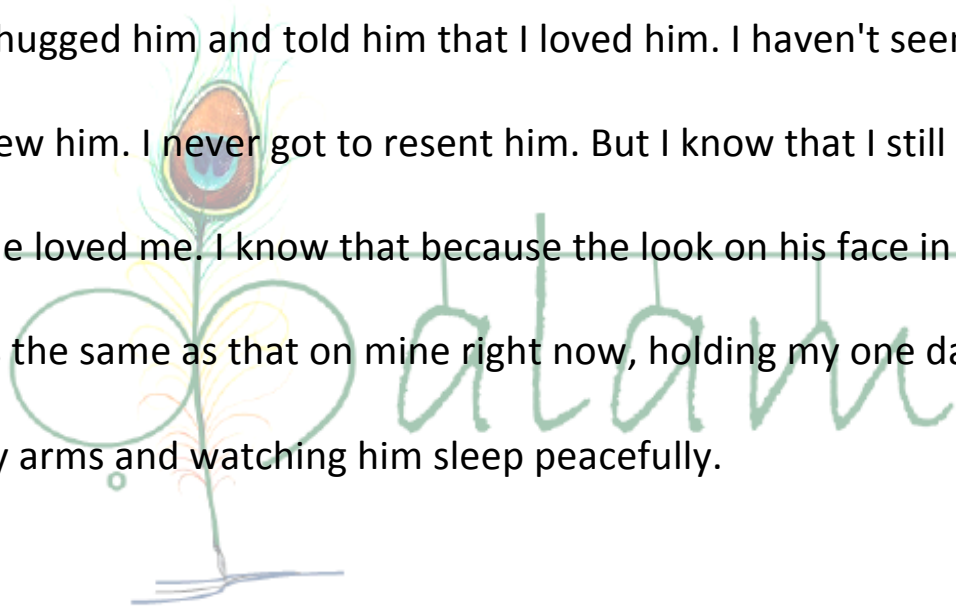 hugged him and told him that I loved him. I haven't seen
ew him. I never got to resent him. But I know that I still
e loved me. I know that because the look on his face in
the same as that on mine right now, holding my one da
y arms and watching him sleep peacefully.
alam